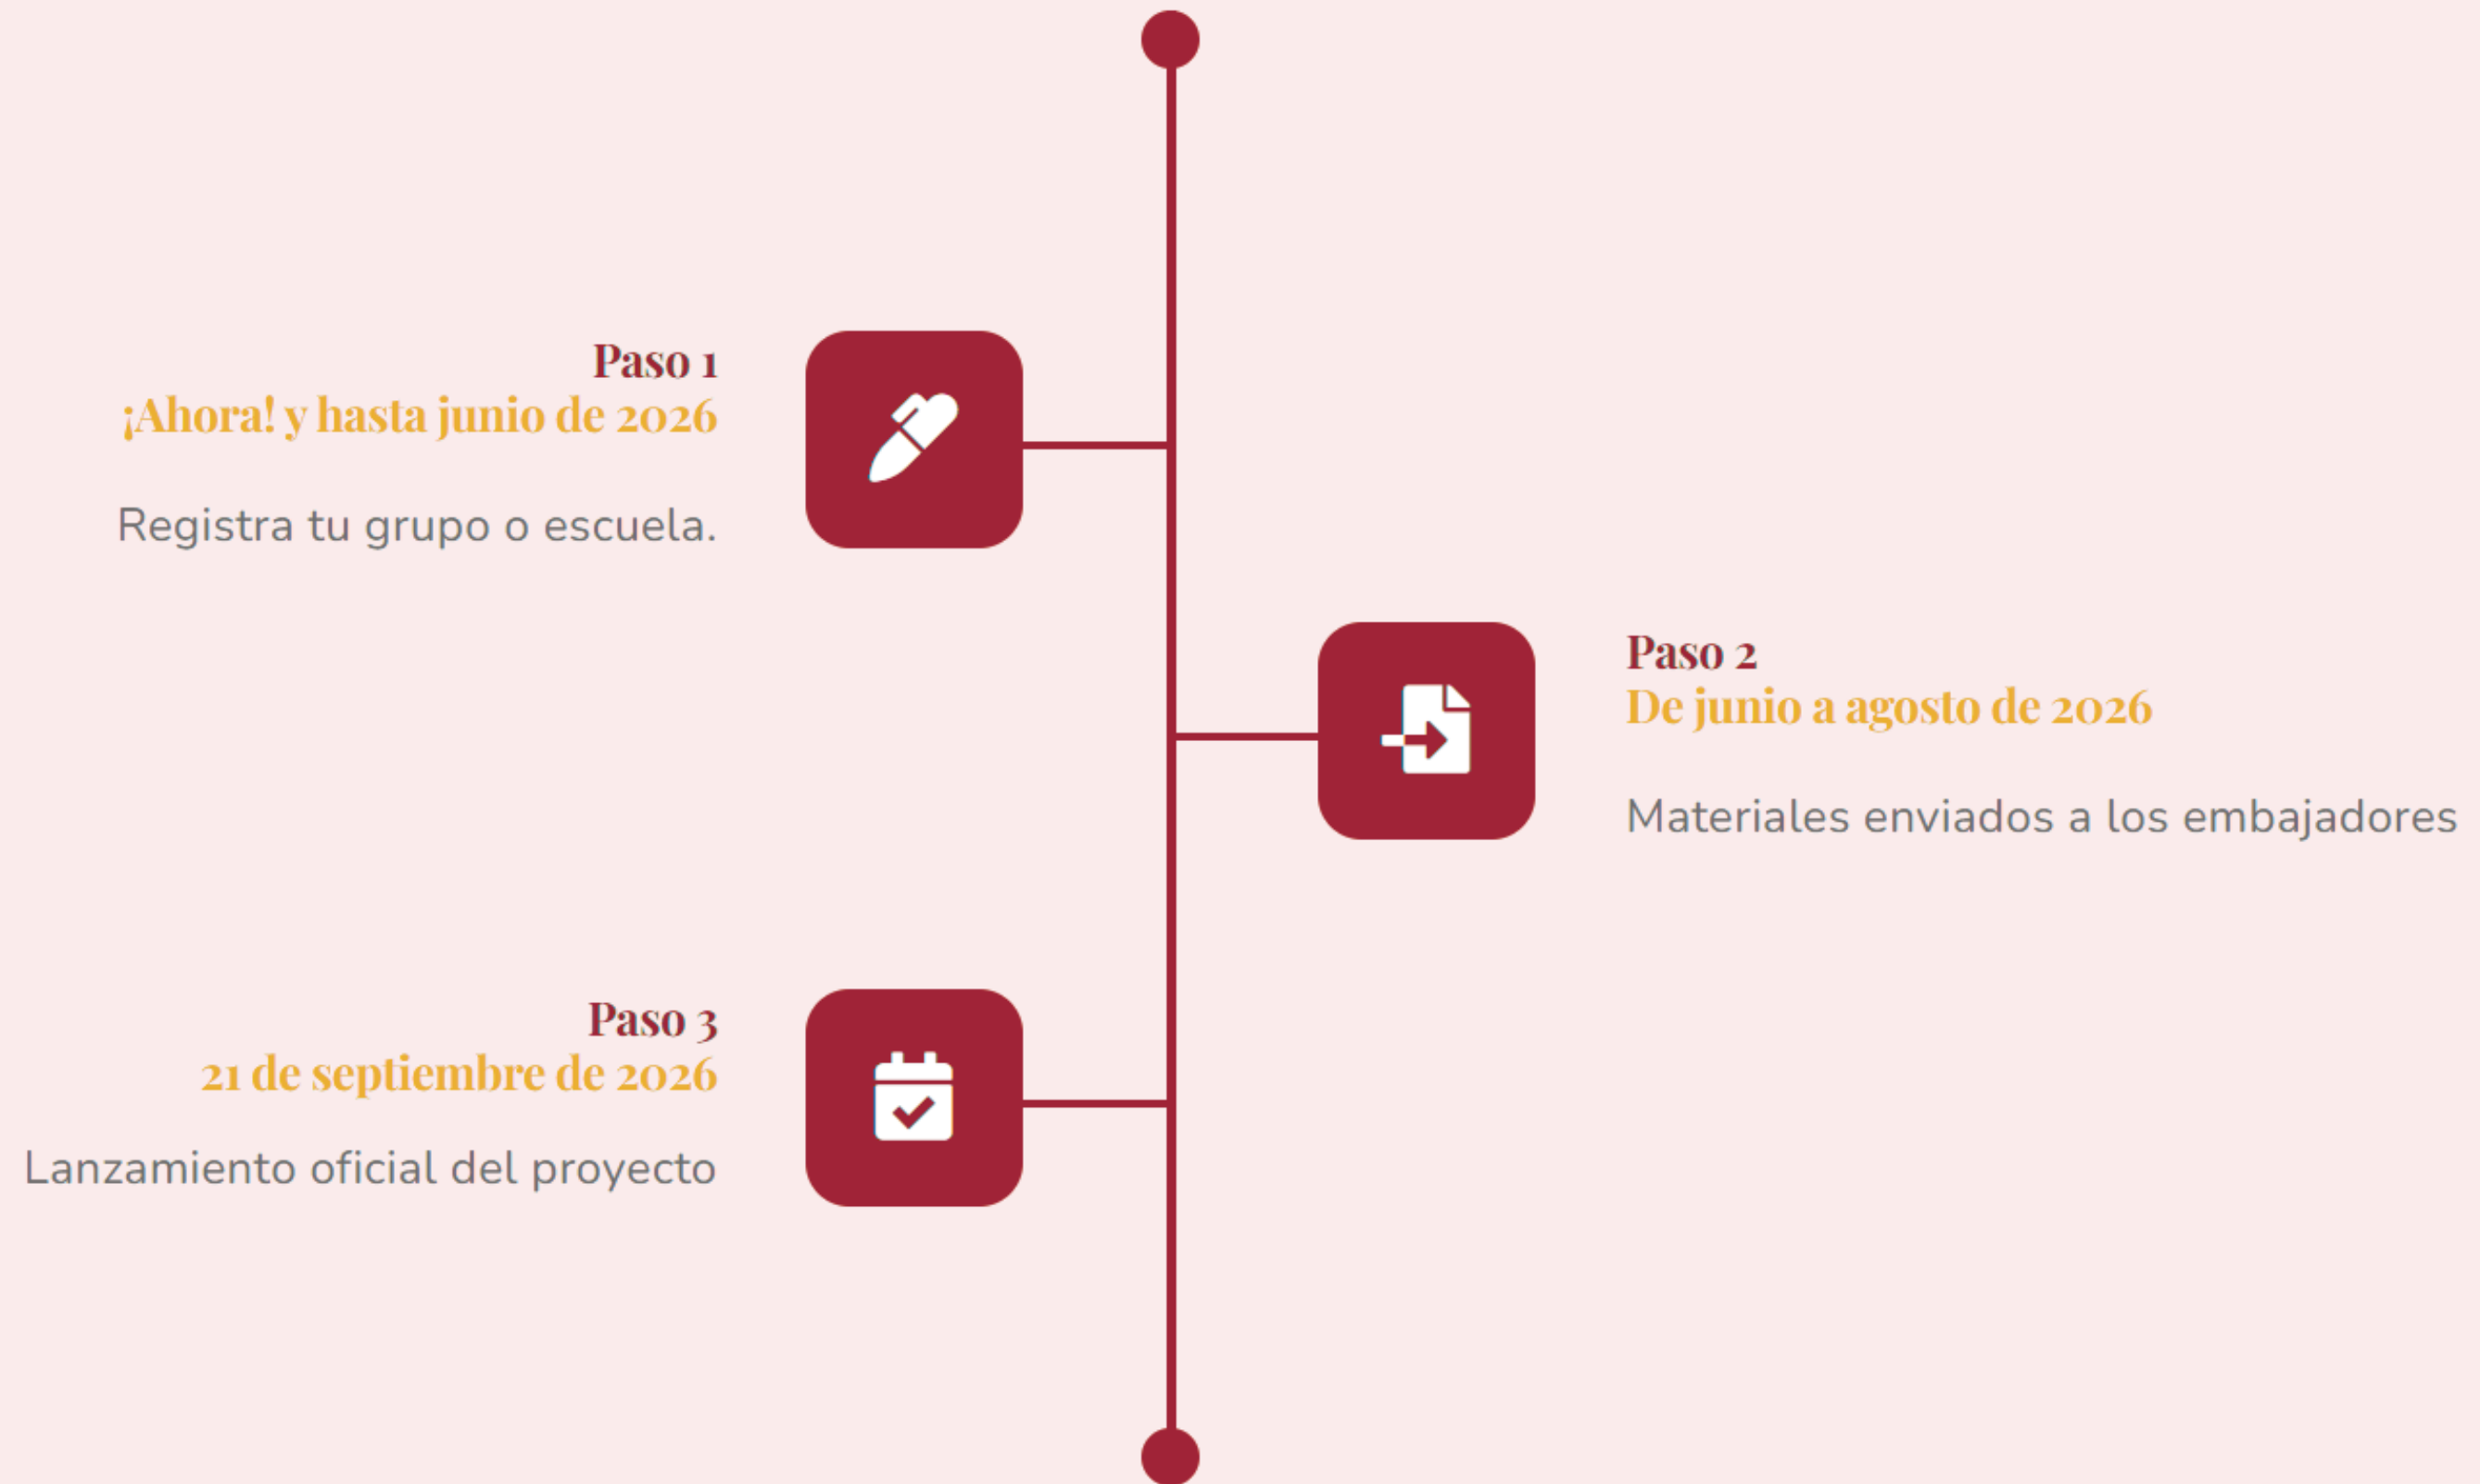 Paso 1
¡Ahora! y hasta junio de 2026
Registra tu grupo o escuela.
Paso 2
De junio a agosto de 2026
Materiales enviados a los embajadores
Paso 3
21 de septiembre de 2026
Lanzamiento oficial del proyecto